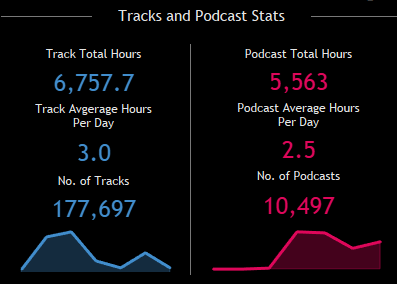 Tracks and Podcast Stats
Track Total Hours
6,757.7
Track Avgerage Hours
Per Day
3.0
No. of Tracks
177,697
Podcast Total Hours
5,563
Podcast Average Hours
Per Day
2.5
No. of Podcasts
10,497